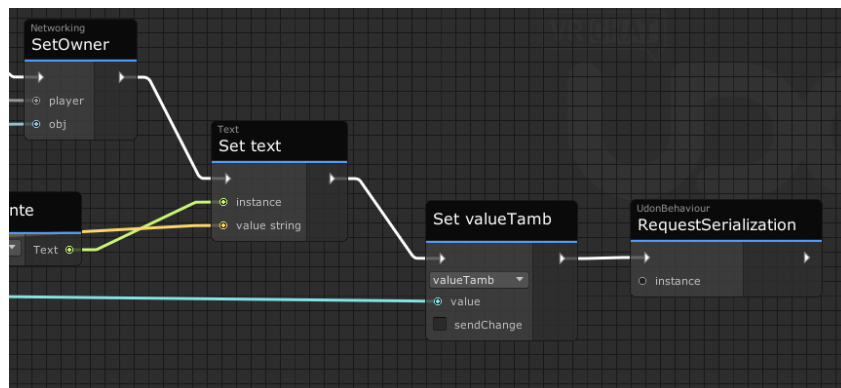 Networking
SetOwner
player
obj
Text
Set text
instance
value string
nte
Text
Set valueTamb
valueTamb
value
sendChange
UdonBehaviour
RequestSerialization
instance
VRCHAT